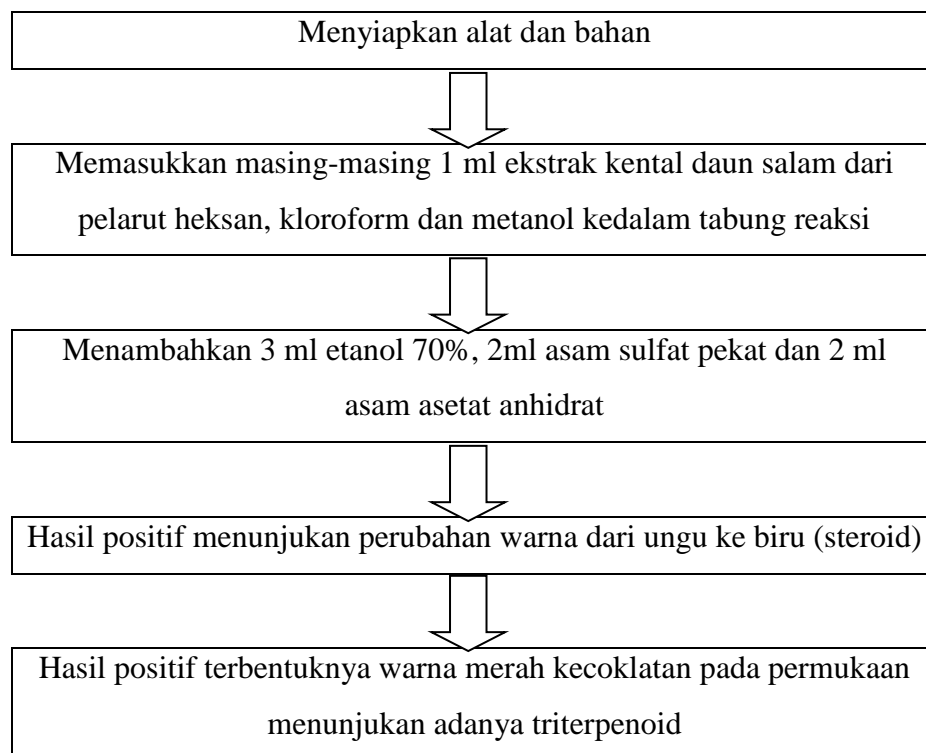 Menyiapkan alat dan bahan
Memasukkan masing-masing 1 ml ekstrak kental daun salam dari
pelarut heksan, kloroform dan metanol kedalam tabung reaksi
Menambahkan 3 ml etanol 70%, 2ml asam sulfat pekat dan 2 ml
asam asetat anhidrat
Hasil positif menunjukan perubahan warna dari ungu ke biru (steroid)
Hasil positif terbentuknya warna merah kecoklatan pada permukaan
menunjukan adanya triterpenoid